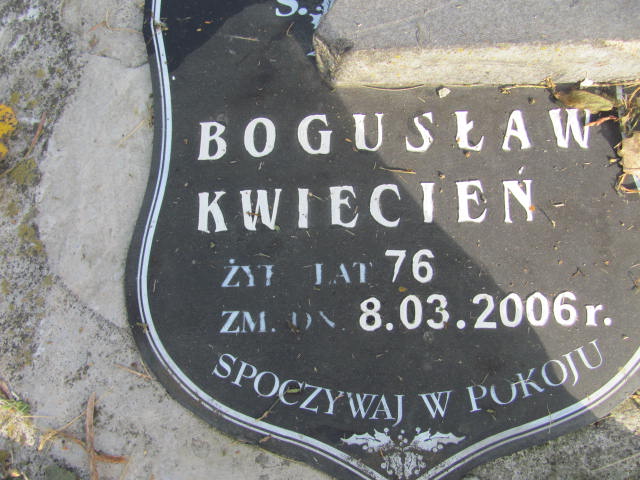 Ś.
BOGUSŁAW
KWIECIEŃ
ŻYŁ LAT 76
ZM. DN. 8.03.2006 r.
SPOCZYWAJ W POKOJU